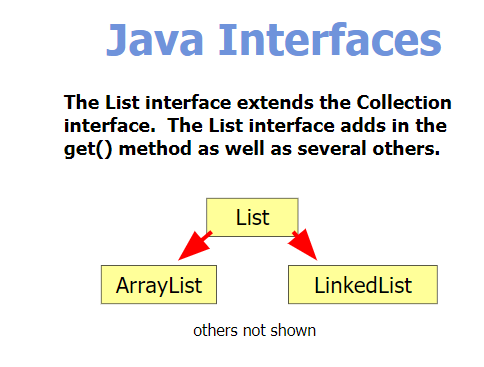 Java Interfaces
The List interface extends the Collection
interface.  The List interface adds in the
get() method as well as several others.
List
ArrayList
LinkedList
others not shown